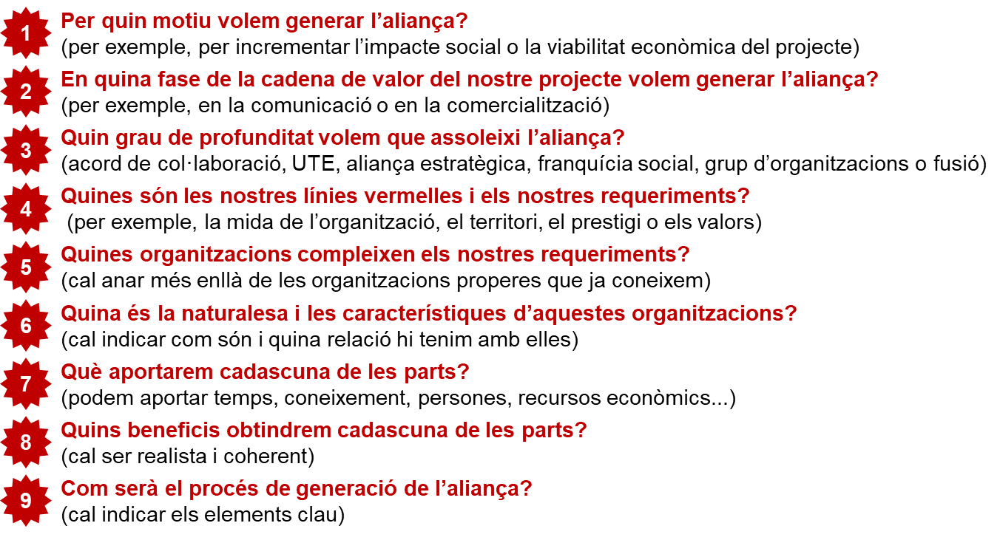 1 Per quin motiu volem generar l’aliança?
(per exemple, per incrementar l’impacte social o la viabilitat econòmica del projecte)
2 En quina fase de la cadena de valor del nostre projecte volem generar l’aliança?
(per exemple, en la comunicació o en la comercialització)
3 Quin grau de profunditat volem que assoleixi l’aliança?
(acord de col·laboració, UTE, aliança estratègica, franquícia social, grup d’organitzacions o fusió)
4 Quines són les nostres línies vermelles i els nostres requeriments?
(per exemple, la mida de l’organització, el territori, el prestigi o els valors)
5 Quines organitzacions compleixen els nostres requeriments?
(cal anar més enllà de les organitzacions properes que ja coneixem)
6 Quina és la naturalesa i les característiques d’aquestes organitzacions?
(cal indicar com són i quina relació hi tenim amb elles)
7 Què aportarem cadascuna de les parts?
(podem aportar temps, coneixement, persones, recursos econòmics...)
8 Quins beneficis obtindrem cadascuna de les parts?
(cal ser realista i coherent)
9 Com serà el procés de generació de l’aliança?
(cal indicar els elements clau)